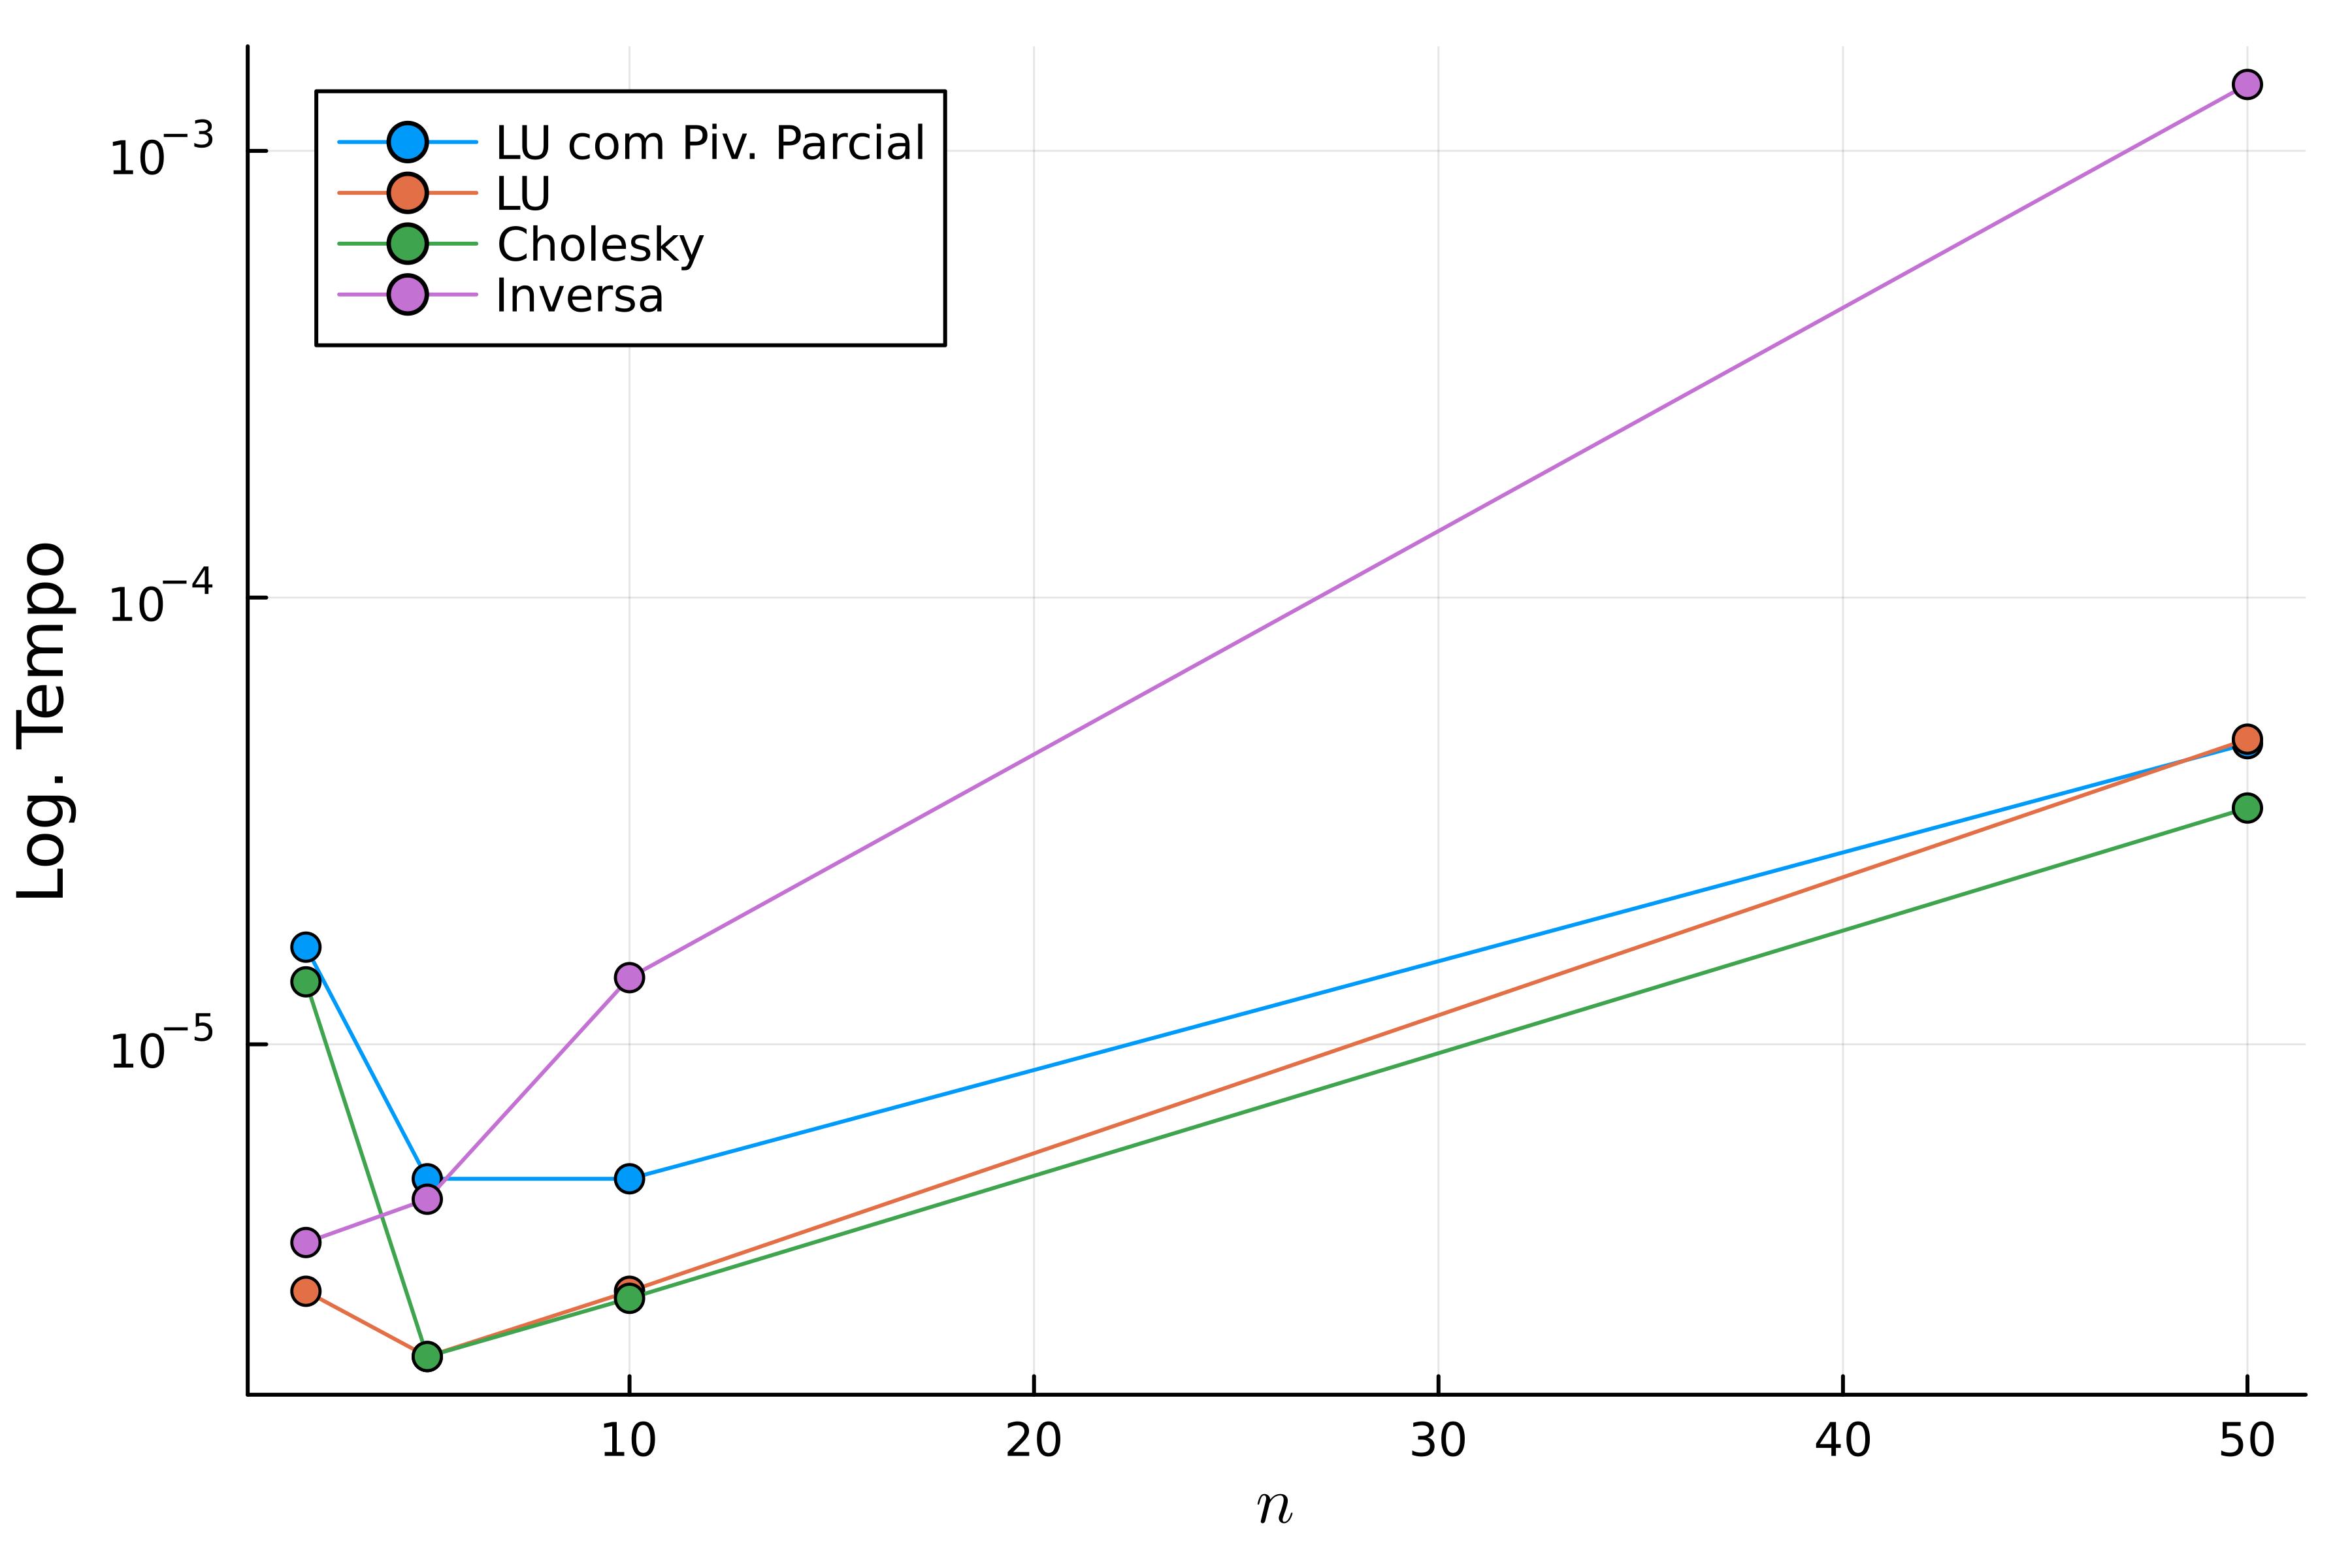 LU com Piv. Parcial
LU
Cholesky
Inversa
10⁻³
10⁻⁴
10⁻⁵
Log. Tempo
10 20 30 40 50
n